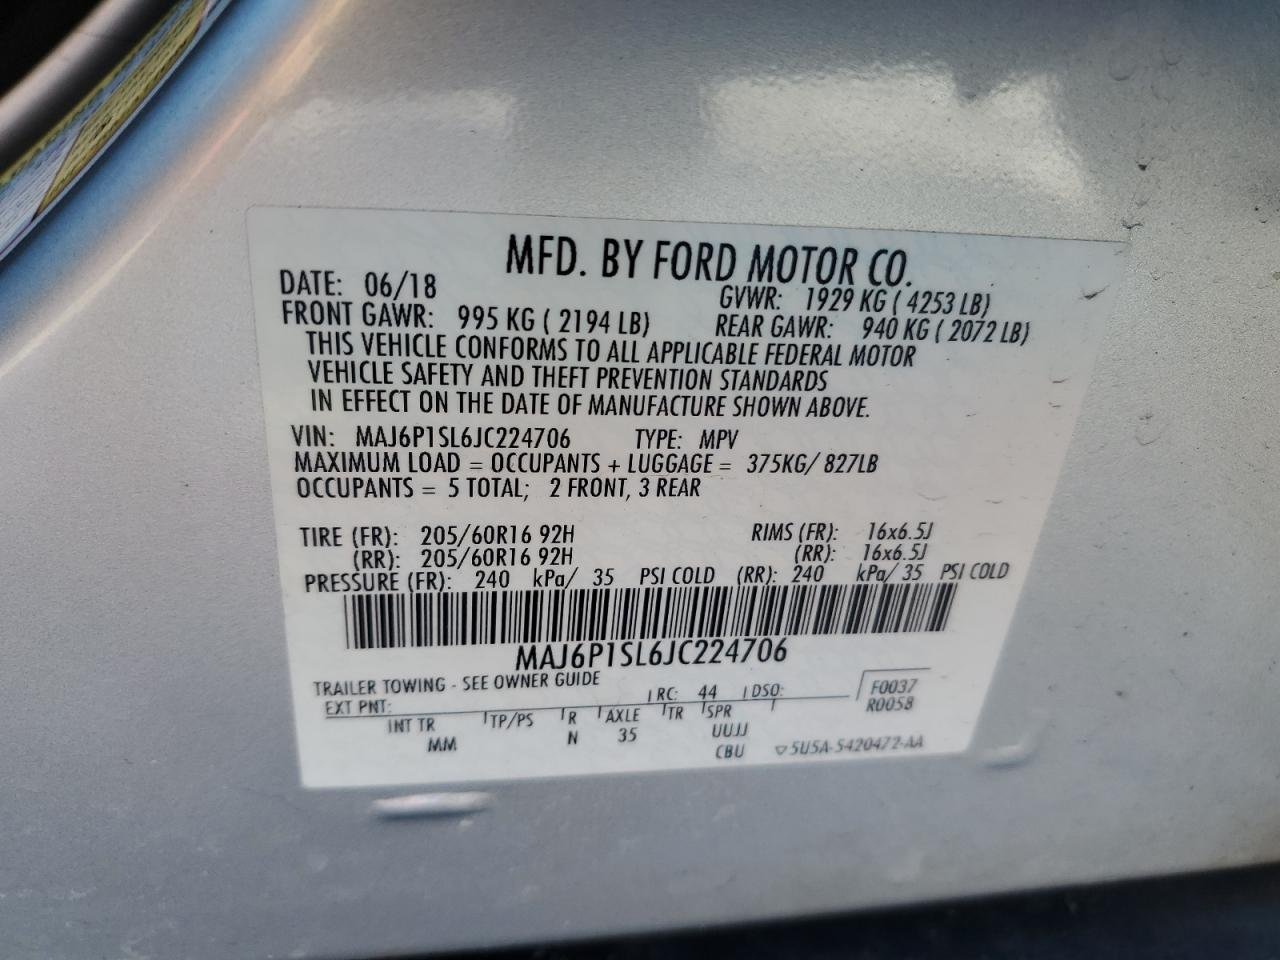 MFD. BY FORD MOTOR CO.
DATE: 06/18 GVWR: 1929 KG ( 4253 LB)
FRONT GAWR: 995 KG ( 2194 LB) REAR GAWR: 940 KG ( 2072 LB)
THIS VEHICLE CONFORMS TO ALL APPLICABLE FEDERAL MOTOR
VEHICLE SAFETY AND THEFT PREVENTION STANDARDS
IN EFFECT ON THE DATE OF MANUFACTURE SHOWN ABOVE.
VIN: MAJ6P1SL6JC224706 TYPE: MPV
MAXIMUM LOAD = OCCUPANTS + LUGGAGE = 375KG/ 827LB
OCCUPANTS = 5 TOTAL; 2 FRONT, 3 REAR
TIRE (FR): 205/60R16 92H RIMS (FR): 16x6.5J
(RR): 205/60R16 92H (RR): 16x6.5J
PRESSURE (FR): 240 kPa/ 35 PSI COLD (RR): 240 kPa/ 35 PSI COLD
MAJ6P1SL6JC224706
TRAILER TOWING - SEE OWNER GUIDE
EXT PNT: RC: 44 DSO: F0037
R0058
INT TR TP/PS R AXLE TR SPR
MM N 35 UUJJ
CBU 5U5A-5420472-AA